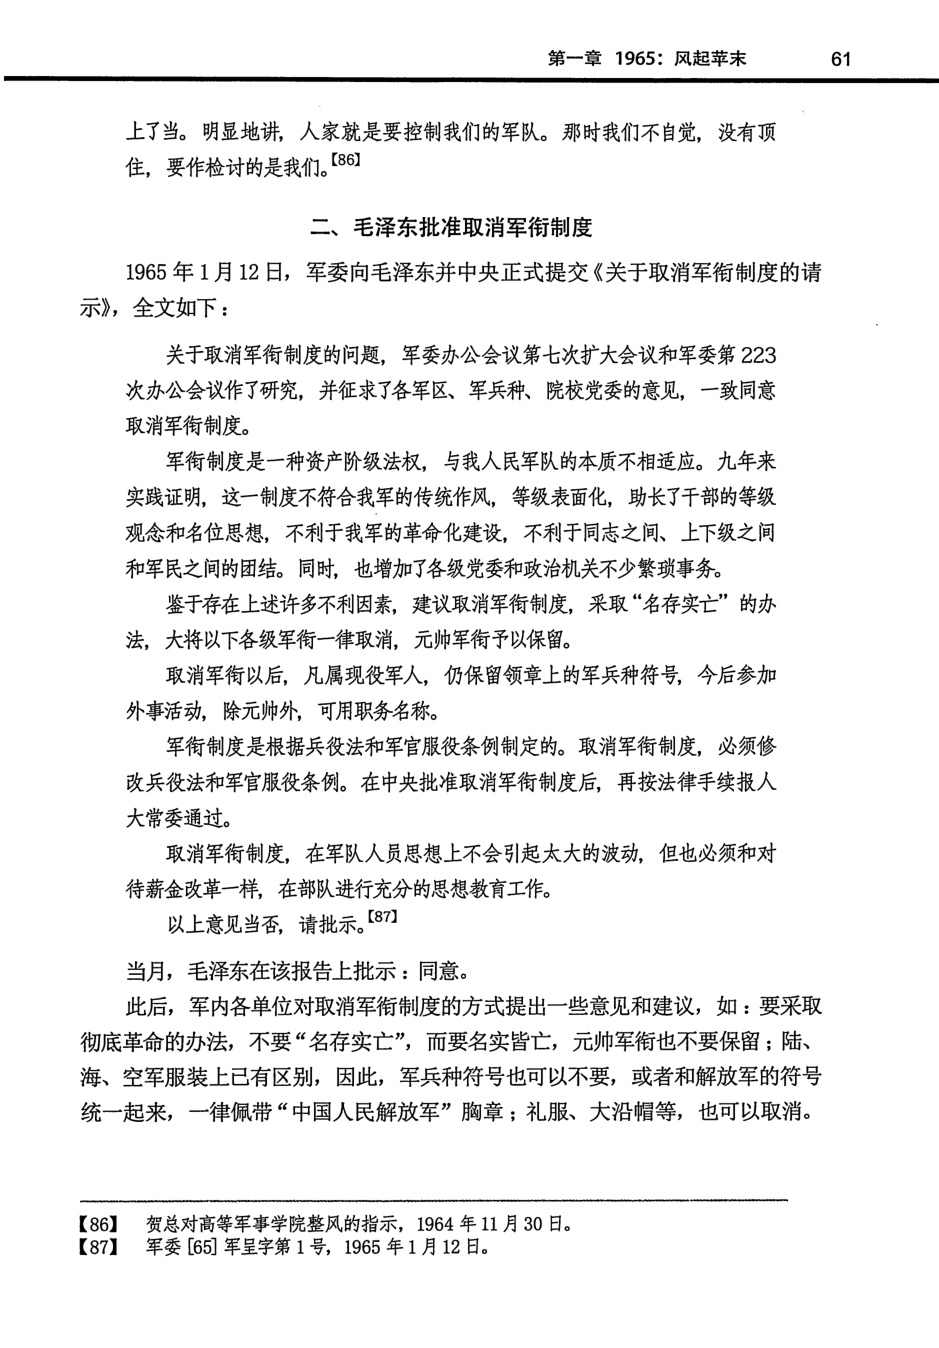 第一章 1965：风起苹末 61
上了当。明显地讲，人家就是要控制我们的军队。那时我们不自觉，没有顶
住，要作检讨的是我们。【86】
二、毛泽东批准取消军衔制度
1965 年 1 月 12 日，军委向毛泽东并中央正式提交《关于取消军衔制度的请
示》，全文如下：
关于取消军衔制度的问题，军委办公会议第七次扩大会议和军委第 223
次办公会议作了研究，并征求了各军区、军兵种、院校党委的意见，一致同意
取消军衔制度。
军衔制度是一种资产阶级法权，与我人民军队的本质不相适应。九年来
实践证明，这一制度不符合我军的传统作风，等级表面化，助长了干部的等级
观念和名位思想，不利于我军的革命化建设，不利于同志之间、上下级之间
和军民之间的团结。同时，也增加了各级党委和政治机关不少繁琐事务。
鉴于存在上述许多不利因素，建议取消军衔制度，采取“名存实亡”的办
法，大将以下各级军衔一律取消，元帅军衔予以保留。
取消军衔以后，凡属现役军人，仍保留领章上的军兵种符号，今后参加
外事活动，除元帅外，可用职务名称。
军衔制度是根据兵役法和军官服役条例制定的。取消军衔制度，必须修
改兵役法和军官服役条例。在中央批准取消军衔制度后，再按法律手续报人
大常委通过。
取消军衔制度，在军队人员思想上不会引起太大的波动，但也必须和对
待薪金改革一样，在部队进行充分的思想教育工作。
以上意见当否，请批示。【87】
当月，毛泽东在该报告上批示：同意。
此后，军内各单位对取消军衔制度的方式提出一些意见和建议，如：要采取
彻底革命的办法，不要“名存实亡”，而要名实皆亡，元帅军衔也不要保留；陆、
海、空军服装上已有区别，因此，军兵种符号也可以不要，或者和解放军的符号
统一起来，一律佩带“中国人民解放军”胸章；礼服、大沿帽等，也可以取消。
【86】 贺总对高等军事学院整风的指示，1964 年 11 月 30 日。
【87】 军委 [65] 军呈字第 1 号，1965 年 1 月 12 日。